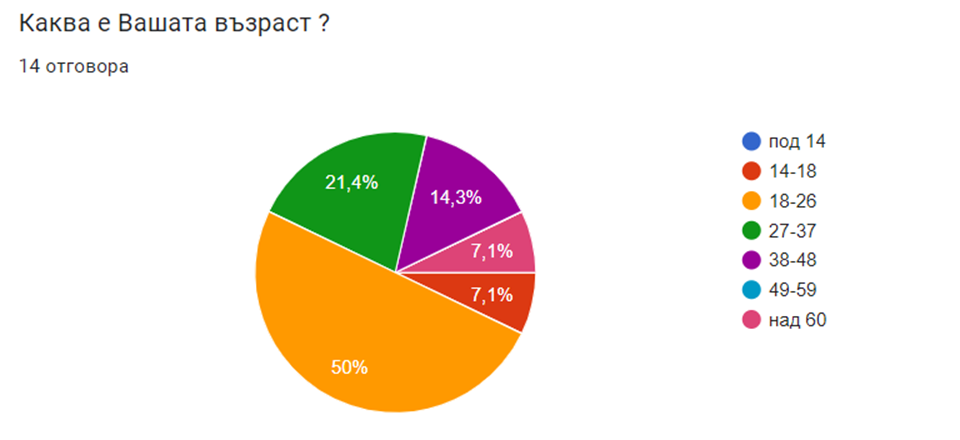 Каква е Вашата възраст ?
14 отговора
21,4%
14,3%
7,1%
7,1%
50%
под 14
14-18
18-26
27-37
38-48
49-59
над 60